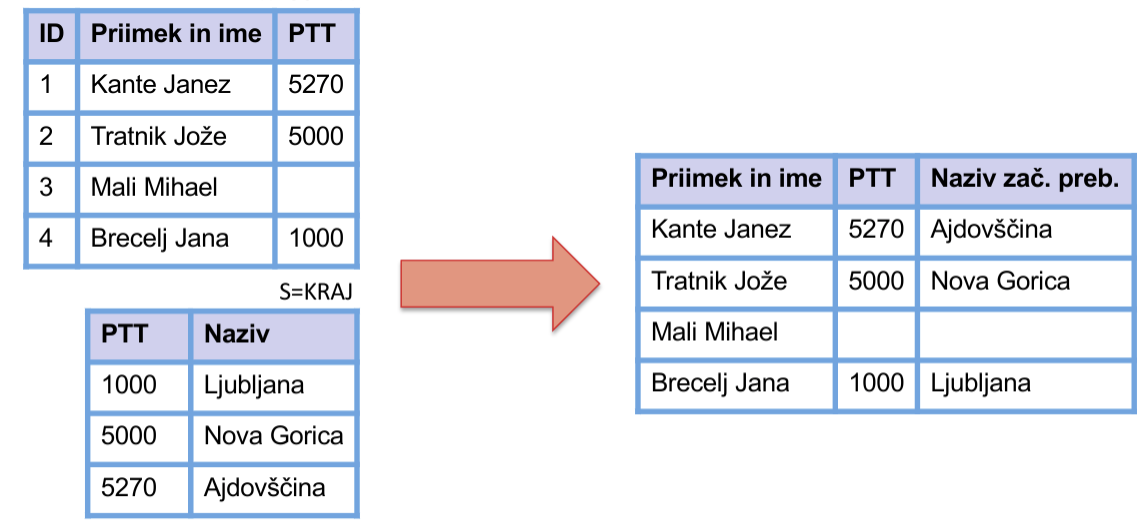 ID Priimek in ime PTT
1 Kante Janez 5270
2 Tratnik Jože 5000
3 Mali Mihael
4 Brecelj Jana 1000
S=KRAJ
PTT Naziv
1000 Ljubljana
5000 Nova Gorica
5270 Ajdovščina
Priimek in ime PTT Naziv zač. preb.
Kante Janez 5270 Ajdovščina
Tratnik Jože 5000 Nova Gorica
Mali Mihael
Brecelj Jana 1000 Ljubljana